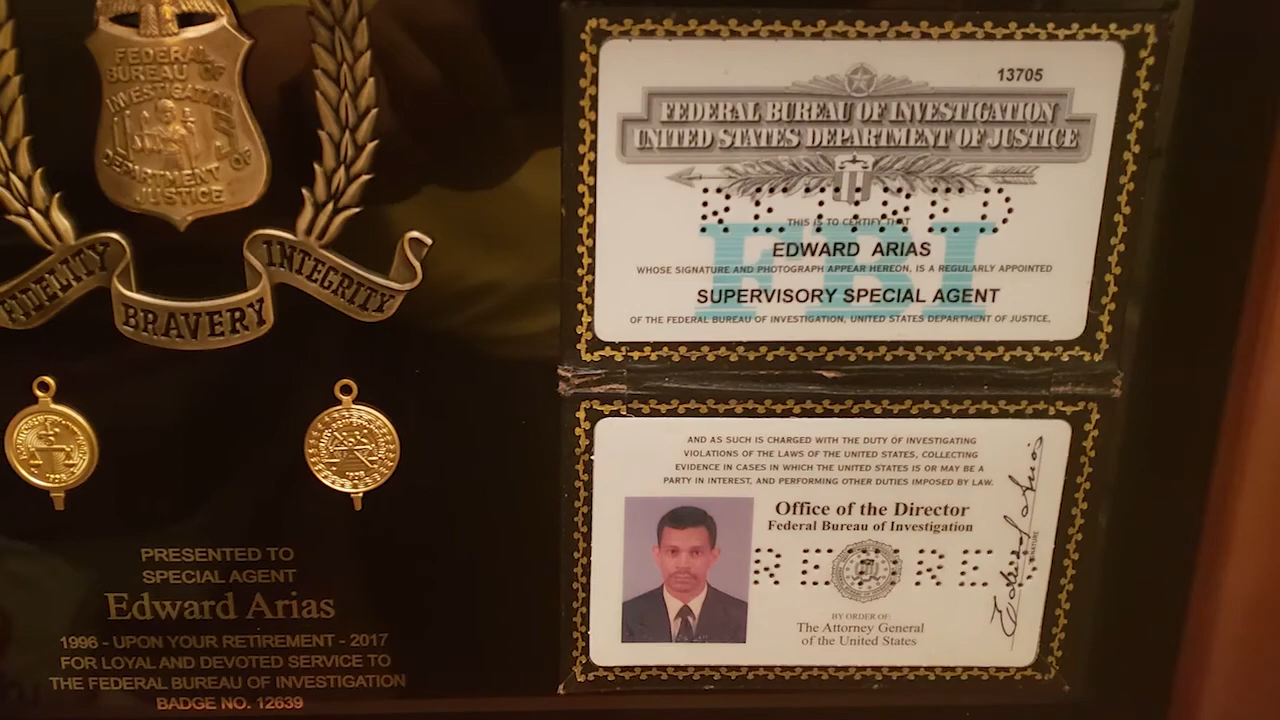 FEDERAL
BUREAU OF
INVESTIGATION
DEPARTMENT OF
JUSTICE
FIDELITY
BRAVERY
INTEGRITY
PRESENTED TO
SPECIAL AGENT
Edward Arias
1996 - UPON YOUR RETIREMENT - 2017
FOR LOYAL AND DEVOTED SERVICE TO
THE FEDERAL BUREAU OF INVESTIGATION
BADGE NO. 12639
13705
FEDERAL BUREAU OF INVESTIGATION
UNITED STATES DEPARTMENT OF JUSTICE
RETIRED
THIS IS TO CERTIFY THAT
FBI
EDWARD ARIAS
WHOSE SIGNATURE AND PHOTOGRAPH APPEAR HEREON, IS A REGULARLY APPOINTED
SUPERVISORY SPECIAL AGENT
OF THE FEDERAL BUREAU OF INVESTIGATION, UNITED STATES DEPARTMENT OF JUSTICE,
AND AS SUCH IS CHARGED WITH THE DUTY OF INVESTIGATING
VIOLATIONS OF THE LAWS OF THE UNITED STATES, COLLECTING
EVIDENCE IN CASES IN WHICH THE UNITED STATES IS OR MAY BE A
PARTY IN INTEREST, AND PERFORMING OTHER DUTIES IMPOSED BY LAW.
Office of the Director
Federal Bureau of Investigation
RETIRED
BY ORDER OF:
The Attorney General
of the United States
Edward Arias
SIGNATURE